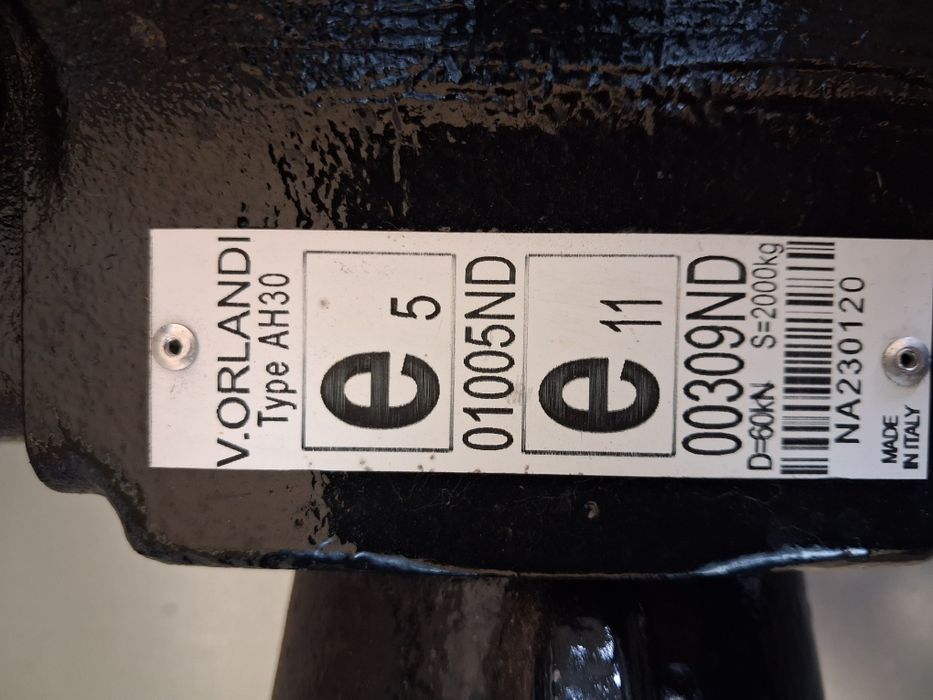 V.ORLANDI
Type AH30
e 5
01005ND
e 11
00309ND
D=60kN S=2000kg
NA230120
MADE
IN ITALY